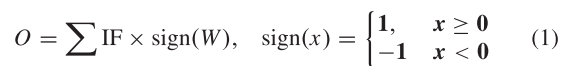 O = ∑ IF × sign(W), sign(x) = { 1, x ≥ 0
−1 x < 0 (1)